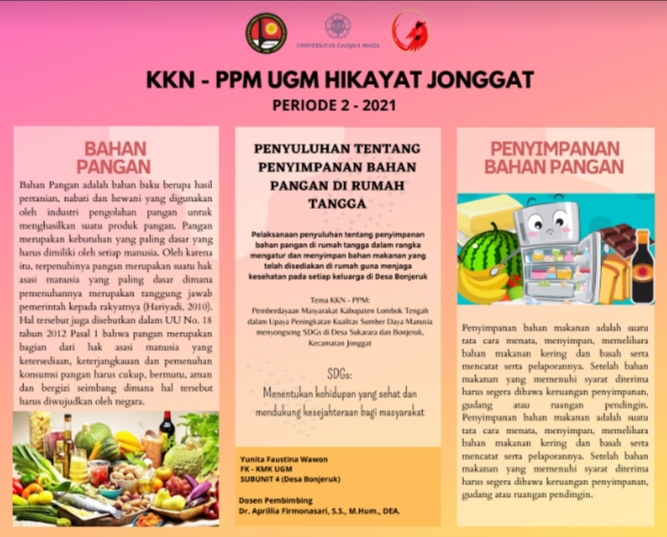 UNIVERSITAS GADJAH MADA
KKN - PPM UGM HIKAYAT JONGGAT
PERIODE 2 - 2021
BAHAN
PANGAN
Bahan Pangan adalah bahan baku berupa hasil
pertanian, nabati dan hewani yang digunakan
oleh industri pengolahan pangan untuk
menghasilkan suatu produk pangan. Pangan
merupakan kebutuhan yang paling dasar yang
harus dimiliki oleh setiap manusia. Oleh karena
itu, terpenuhinya pangan merupakan suatu hak
asasi manusia yang paling dasar dimana
pemenuhannya merupakan tanggung jawab
pemerintah kepada rakyatnya (Hariyadi, 2010).
Hal tersebut juga disebutkan dalam UU No. 18
tahun 2012 Pasal 1 bahwa pangan merupakan
bagian dari hak asasi manusia yang
ketersediaan, keterjangkauan dan pemenuhan
konsumsi pangan harus cukup, bermunu, aman
dan bergizi seimbang dimana hal tersebut
harus diwujudkan oleh negara.
PENYULUHAN TENTANG
PENYIMPANAN BAHAN
PANGAN DI RUMAH
TANGGA
Pelaksanaan penyuluhan tentang penyimpanan
bahan pangan di rumah tangga dalam rangka
mengatur dan menyimpan bahan makanan yang
telah disediakan di rumah guna menjaga
kesehatan pada setiap keluarga di Desa Bonjeruk
Tema KKN - PPM:
Pemberdayaan Masyarakat Kabupaten Lombok Tengah
dalam Upaya Peningkatan Kualitas Sumber Daya Manusia
menyongsong SDGs di Desa Sukarara dan Bonjeruk,
Kecamatan Jonggat
SDGs:
Menentukan kehidupan yang sehat dan
mendukung kesejahteraan bagi masyarakat
Yunita Faustina Wawon
FK - KMK UGM
SUBUNIT 4 (Desa Bonjeruk)
Dosen Pembimbing
Dr. Aprillia Firmonasari, S.S., M.Hum., DEA.
PENYIMPANAN
BAHAN PANGAN
Penyimpanan bahan makanan adalah suatu
tata cara menata, menyimpan, memelihara
bahan makanan kering dan basah serta
mencatat serta pelaporannya. Setelah bahan
makanan yang memenuhi syarat diterima
harus segera dibawa keruangan penyimpanan,
gudang atau ruangan pendingin.
Penyimpanan bahan makanan adalah suatu
tata cara menata, menyimpan, memelihara
bahan makanan kering dan basah serta
mencatat serta pelaporannya. Setelah bahan
makanan yang memenuhi syarat diterima
harus segera dibawa keruangan penyimpanan,
gudang atau ruangan pendingin.